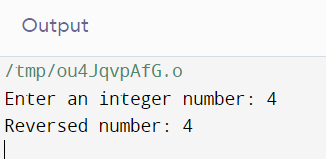 Output
/tmp/ou4JqvpAfG.o
Enter an integer number: 4
Reversed number: 4